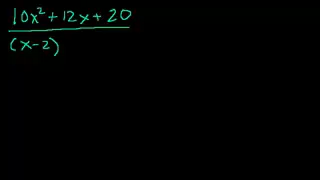 10x² + 12x + 20
(x-2)